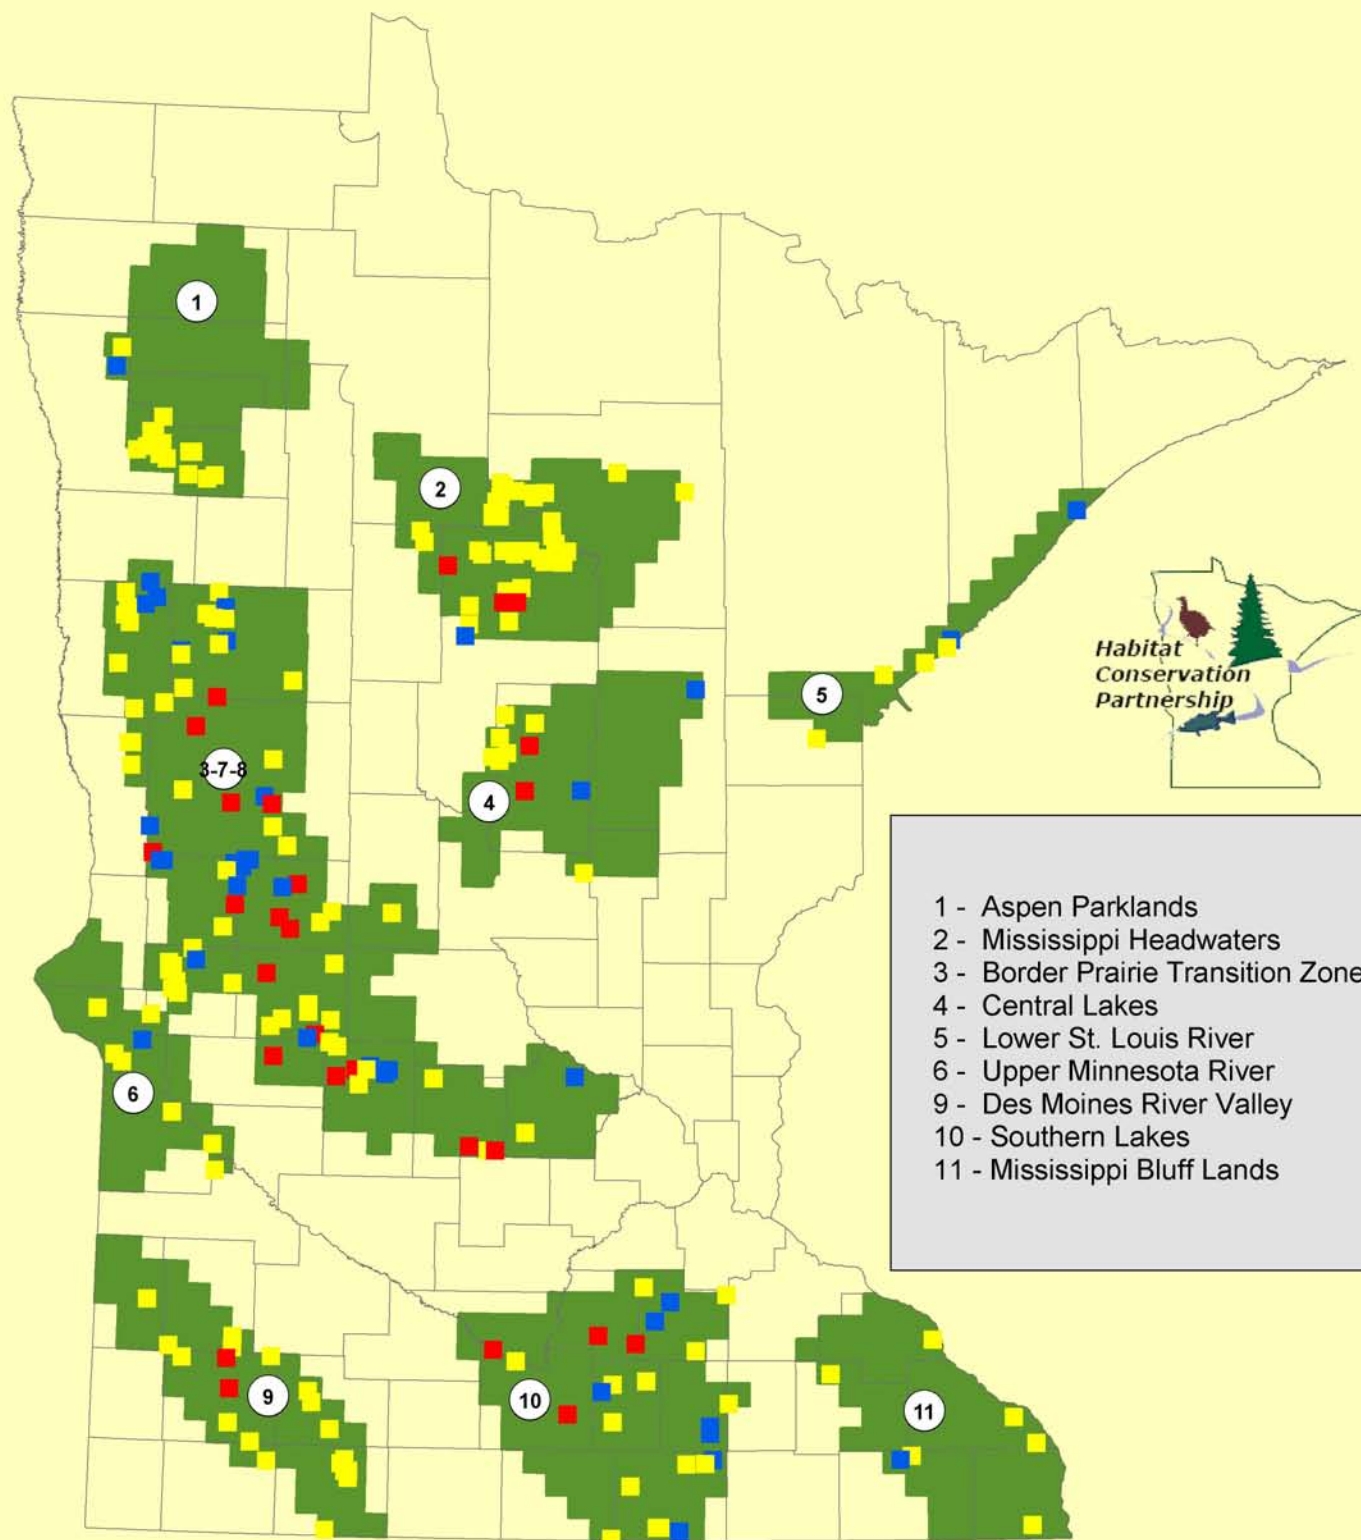 1
2
5
3-7-8
4
6
9
10
11
Habitat
Conservation
Partnership
1 - Aspen Parklands
2 - Mississippi Headwaters
3 - Border Prairie Transition Zone
4 - Central Lakes
5 - Lower St. Louis River
6 - Upper Minnesota River
9 - Des Moines River Valley
10 - Southern Lakes
11 - Mississippi Bluff Lands